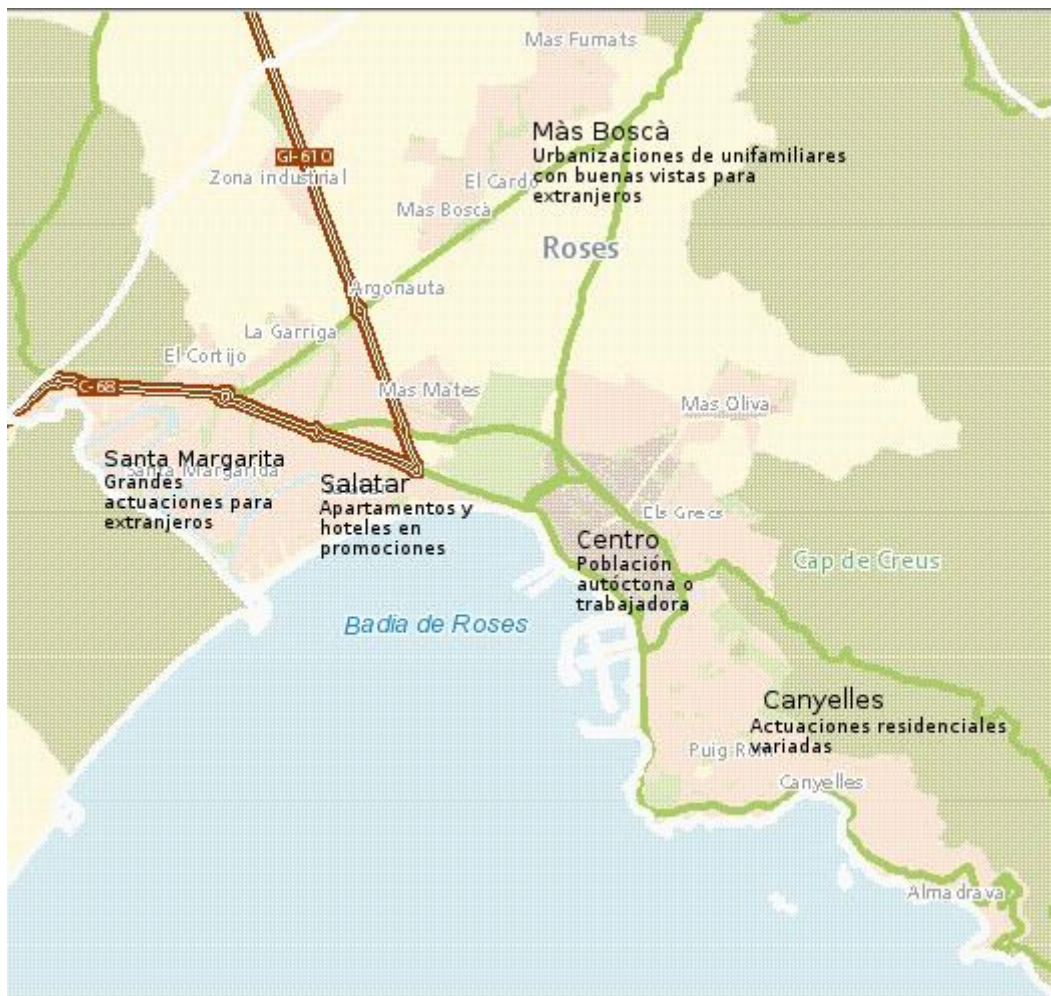 Mas Fumats
Màs Boscà
Urbanizaciones de unifamiliares
con buenas vistas para
extranjeros
GI-610
Zona industrial
El Cardo
Mas Boscà
Roses
Argonauta
La Garriga
El Cortijo
C-68
Mas Mates
Mas Oliva
Santa Margarita
Santa Margarida
Grandes
actuaciones para
extranjeros
Salatar
Apartamentos y
hoteles en
promociones
Els Grecs
Centro
Población
autóctona o
trabajadora
Cap de Creus
Badia de Roses
Canyelles
Actuaciones residenciales
variadas
Puig Rom
Canyelles
Almadrava